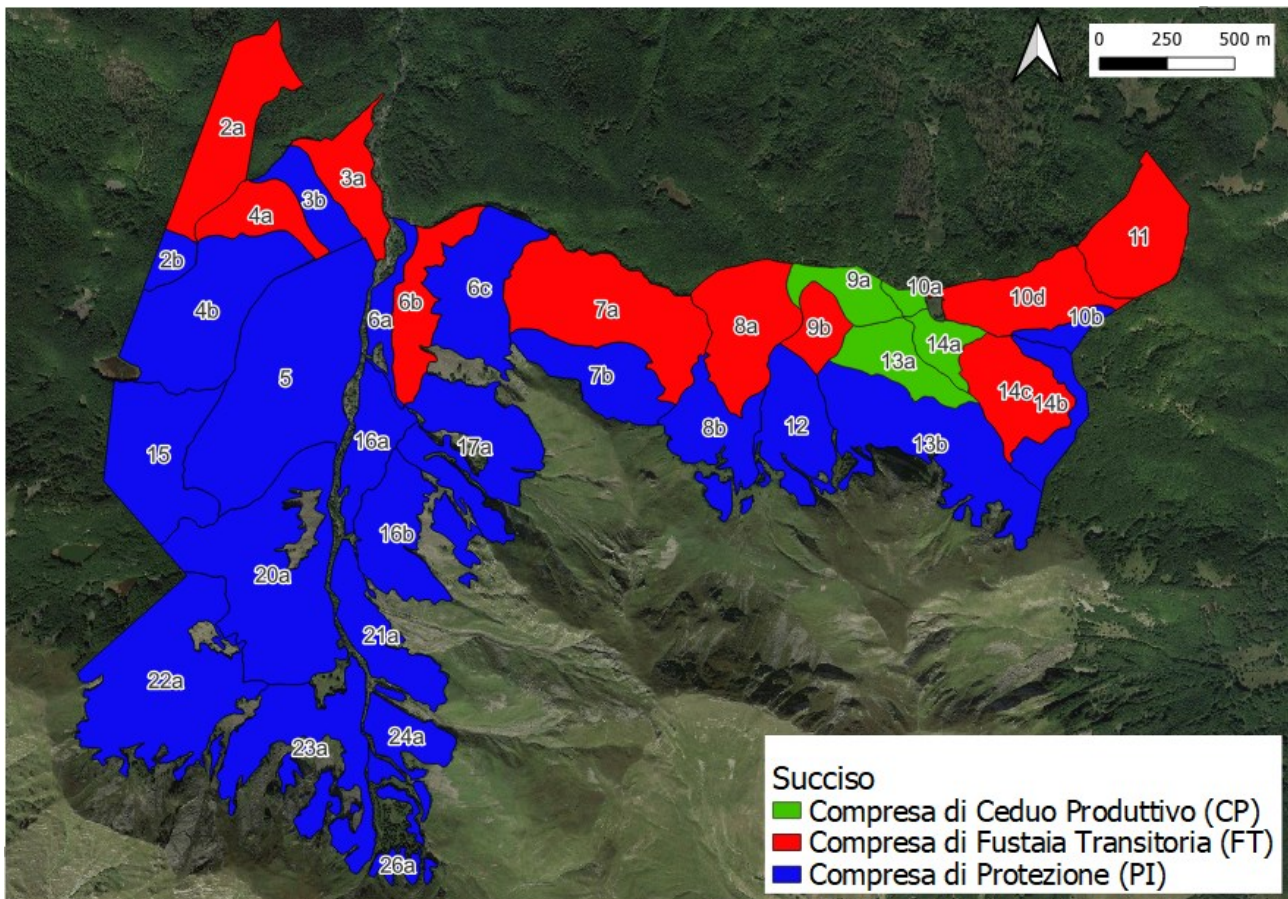 0 250 500 m
2a
3a
3b
4a
2b
4b
11
6c
9a
10a
10d
6a
6b
7a
8a
9b
10b
14a
13a
5
7b
14c
14b
8b
12
13b
16a
17a
15
16b
20a
21a
22a
24a
23a
26a
Succiso
Compresa di Ceduo Produttivo (CP)
Compresa di Fustaia Transitoria (FT)
Compresa di Protezione (PI)